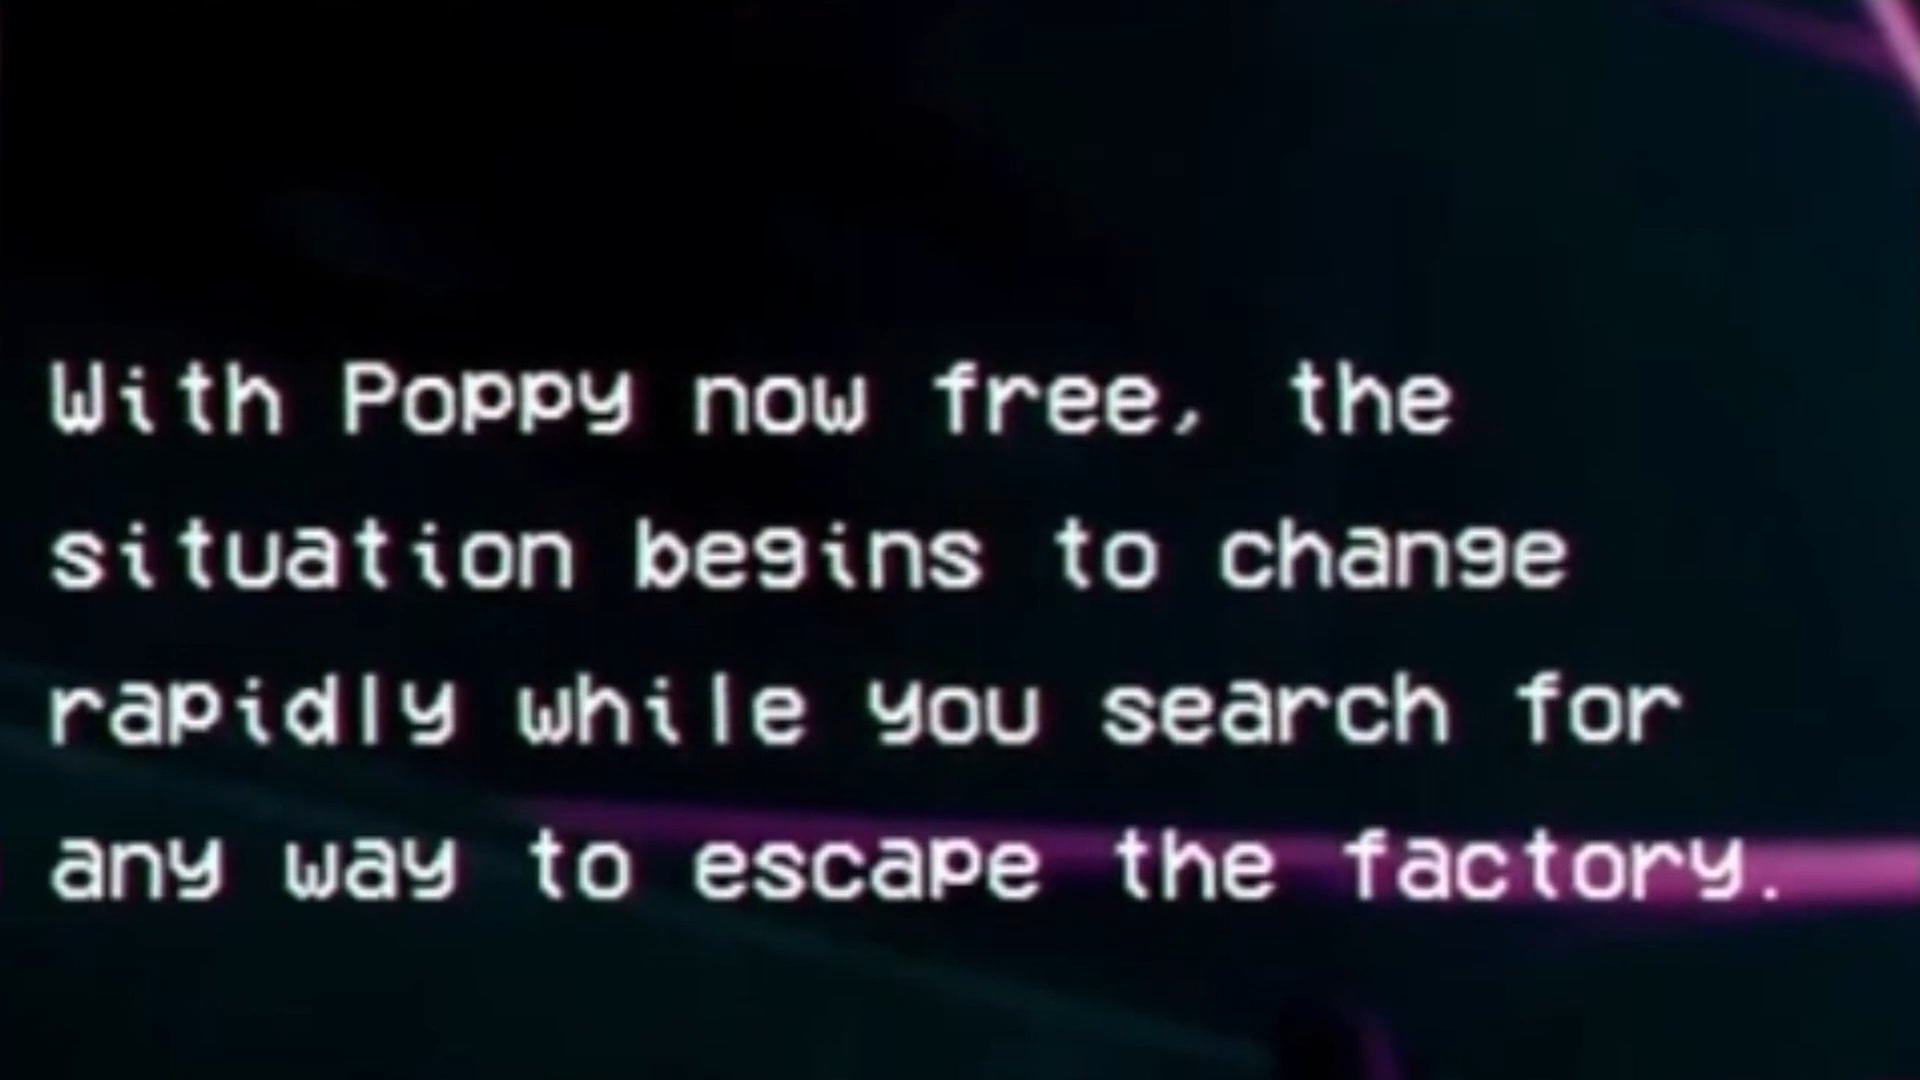 With Poppy now free, the
situation begins to change
rapidly while you search for
any way to escape the factory.